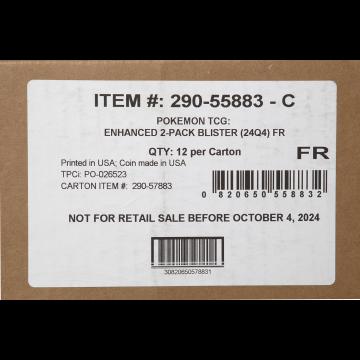 ITEM #: 290-55883 - C
POKEMON TCG:
ENHANCED 2-PACK BLISTER (24Q4) FR
QTY: 12 per Carton
FR
Printed in USA; Coin made in USA
TPCi: PO-026523
CARTON ITEM #: 290-57883
0 820650 558832
NOT FOR RETAIL SALE BEFORE OCTOBER 4, 2024
30820650578831